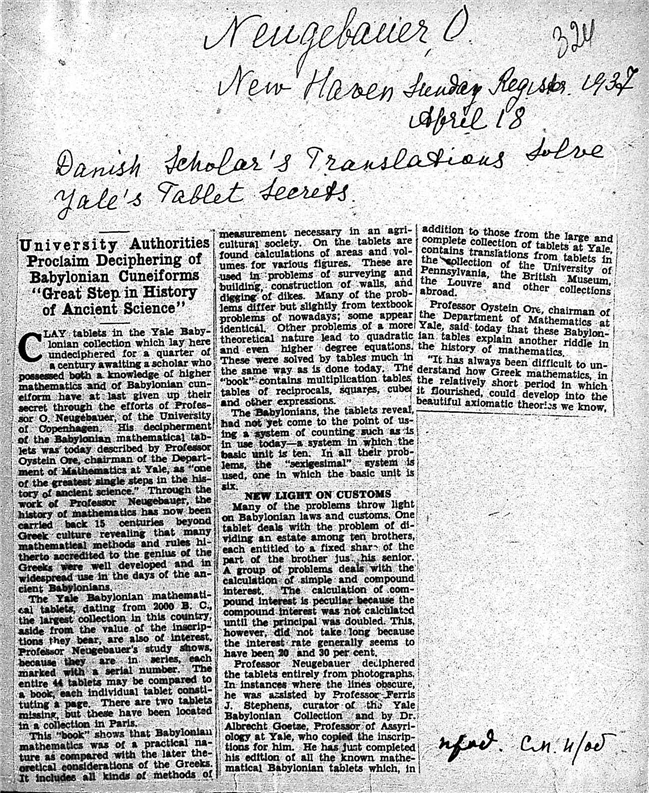 Neugebauer, O.
324
New Haven Sunday Register. 1937
April 18
Danish Scholar's Translations Solve
Yale's Tablet Secrets.
University Authorities
Proclaim Deciphering of
Babylonian Cuneiforms
"Great Step in History
of Ancient Science"
CLAY tablets in the Yale Baby-
lonian collection which lay here
undeciphered for a quarter of
a century awaiting a scholar who
possessed both a knowledge of higher
mathematics and of Babylonian cun-
eiform have at last given up their
secret through the efforts of Profes-
sor O. Neugebauer, of the University
of Copenhagen. His decipherment
of the Babylonian mathematical tab-
lets was today described by Professor
Oystein Ore, chairman of the Depart-
ment of Mathematics at Yale, as "one
of the greatest single steps in the his-
tory of ancient science." Through the
work of Professor Neugebauer, the
history of mathematics has now been
carried back 15 centuries beyond
Greek culture revealing that many
mathematical methods and rules hi-
therto accredited to the genius of the
Greeks were well developed and in
widespread use in the days of the an-
cient Babylonians.
The Yale Babylonian mathemati-
cal tablets, dating from 2000 B. C.,
the largest collection in this country,
aside from the value of the inscrip-
tions they bear, are also of interest,
Professor Neugebauer's study shows,
because they are in series, each
marked with a serial number. The
entire 44 tablets may be compared to
a book, each individual tablet consti-
tuting a page. There are two tablets
missing, but these have been located
in a collection in Paris.
This "book" shows that Babylonian
mathematics was of a practical na-
ture as compared with the later the-
oretical considerations of the Greeks.
It includes all kinds of methods of
measurement necessary in an agri-
cultural society. On the tablets are
found calculations of areas and vol-
umes for various figures. These are
used in problems of surveying and
building, construction of walls, and
digging of dikes. Many of the prob-
lems differ but slightly from textbook
problems of nowadays; some appear
identical. Other problems of a more
theoretical nature lead to quadratic
and even higher degree equations.
These were solved by tables much in
the same way as is done today. The
"book" contains multiplication tables,
tables of reciprocals, squares, cubes
and other expressions.
The Babylonians, the tablets reveal,
had not yet come to the point of us-
ing a system of counting such as is
in use today—a system in which the
basic unit is ten. In all their prob-
lems, the "sexigesimal" system is
used, one in which the basic unit is
six.
NEW LIGHT ON CUSTOMS
Many of the problems throw light
on Babylonian laws and customs. One
tablet deals with the problem of di-
viding an estate among ten brothers,
each entitled to a fixed share of the
part of the brother just his senior.
A group of problems deals with the
calculation of simple and compound
interest. The calculation of com-
pound interest is peculiar because the
compound interest was not calculated
until the principal was doubled. This,
however, did not take long because
the interest rate generally seems to
have been 20 and 30 per cent.
Professor Neugebauer deciphered
the tablets entirely from photographs.
In instances where the lines obscure,
he was assisted by Professor Ferris
J. Stephens, curator of the Yale
Babylonian Collection and by Dr.
Albrecht Goetze, Professor of Assyri-
ology at Yale, who copied the inscrip-
tions for him. He has just completed
his edition of all the known mathe-
matical Babylonian tablets which, in
addition to those from the large and
complete collection of tablets at Yale,
contains translations from tablets in
the collection of the University of
Pennsylvania, the British Museum,
the Louvre and other collections
abroad.
Professor Oystein Ore, chairman of
the Department of Mathematics at
Yale, said today that these Babylon-
ian tables explain another riddle in
the history of mathematics.
"It has always been difficult to un-
derstand how Greek mathematics, in
the relatively short period in which
it flourished, could develop into the
beautiful axiomatic theories we know,